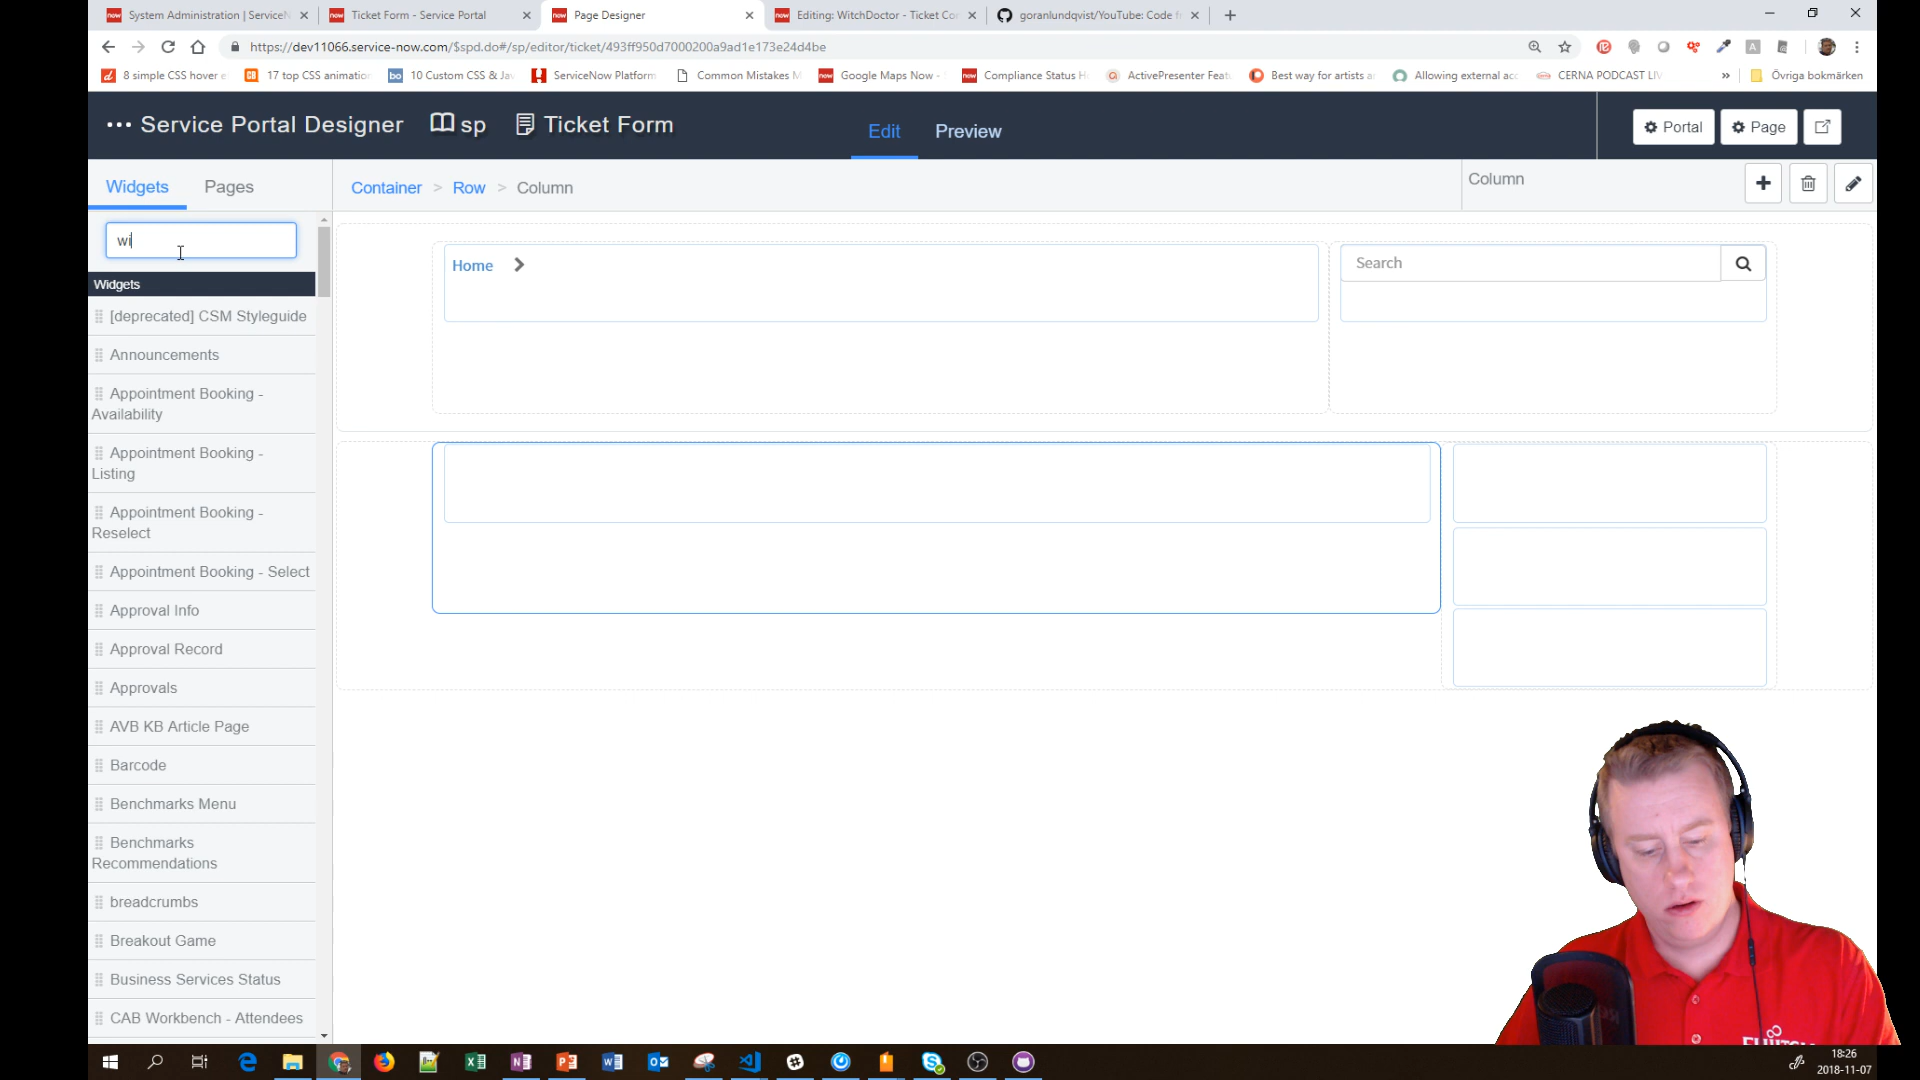 System Administration | ServiceN
Ticket Form - Service Portal
Page Designer
Editing: WitchDoctor - Ticket Co
goranlundqvist/YouTube: Code f
https://dev11066.service-now.com/$spd.do#/sp/editor/ticket/493ff950d7000200a9ad1e173e24d4be
8 simple CSS hover e
17 top CSS animation
10 Custom CSS & Ja
ServiceNow Platform
Common Mistakes M
Google Maps Now -
Compliance Status H
ActivePresenter Feat
Best way for artists a
Allowing external acc
CERNA PODCAST LIV
»
Övriga bokmärken
Service Portal Designer
sp
Ticket Form
Edit
Preview
Portal
Page
Widgets
Pages
Container > Row > Column
Column
wi
Home
Search
Widgets
[deprecated] CSM Styleguide
Announcements
Appointment Booking -
Availability
Appointment Booking -
Listing
Appointment Booking -
Reselect
Appointment Booking - Select
Approval Info
Approval Record
Approvals
AVB KB Article Page
Barcode
Benchmarks Menu
Benchmarks
Recommendations
breadcrumbs
Breakout Game
Business Services Status
CAB Workbench - Attendees
18:26
2018-11-07